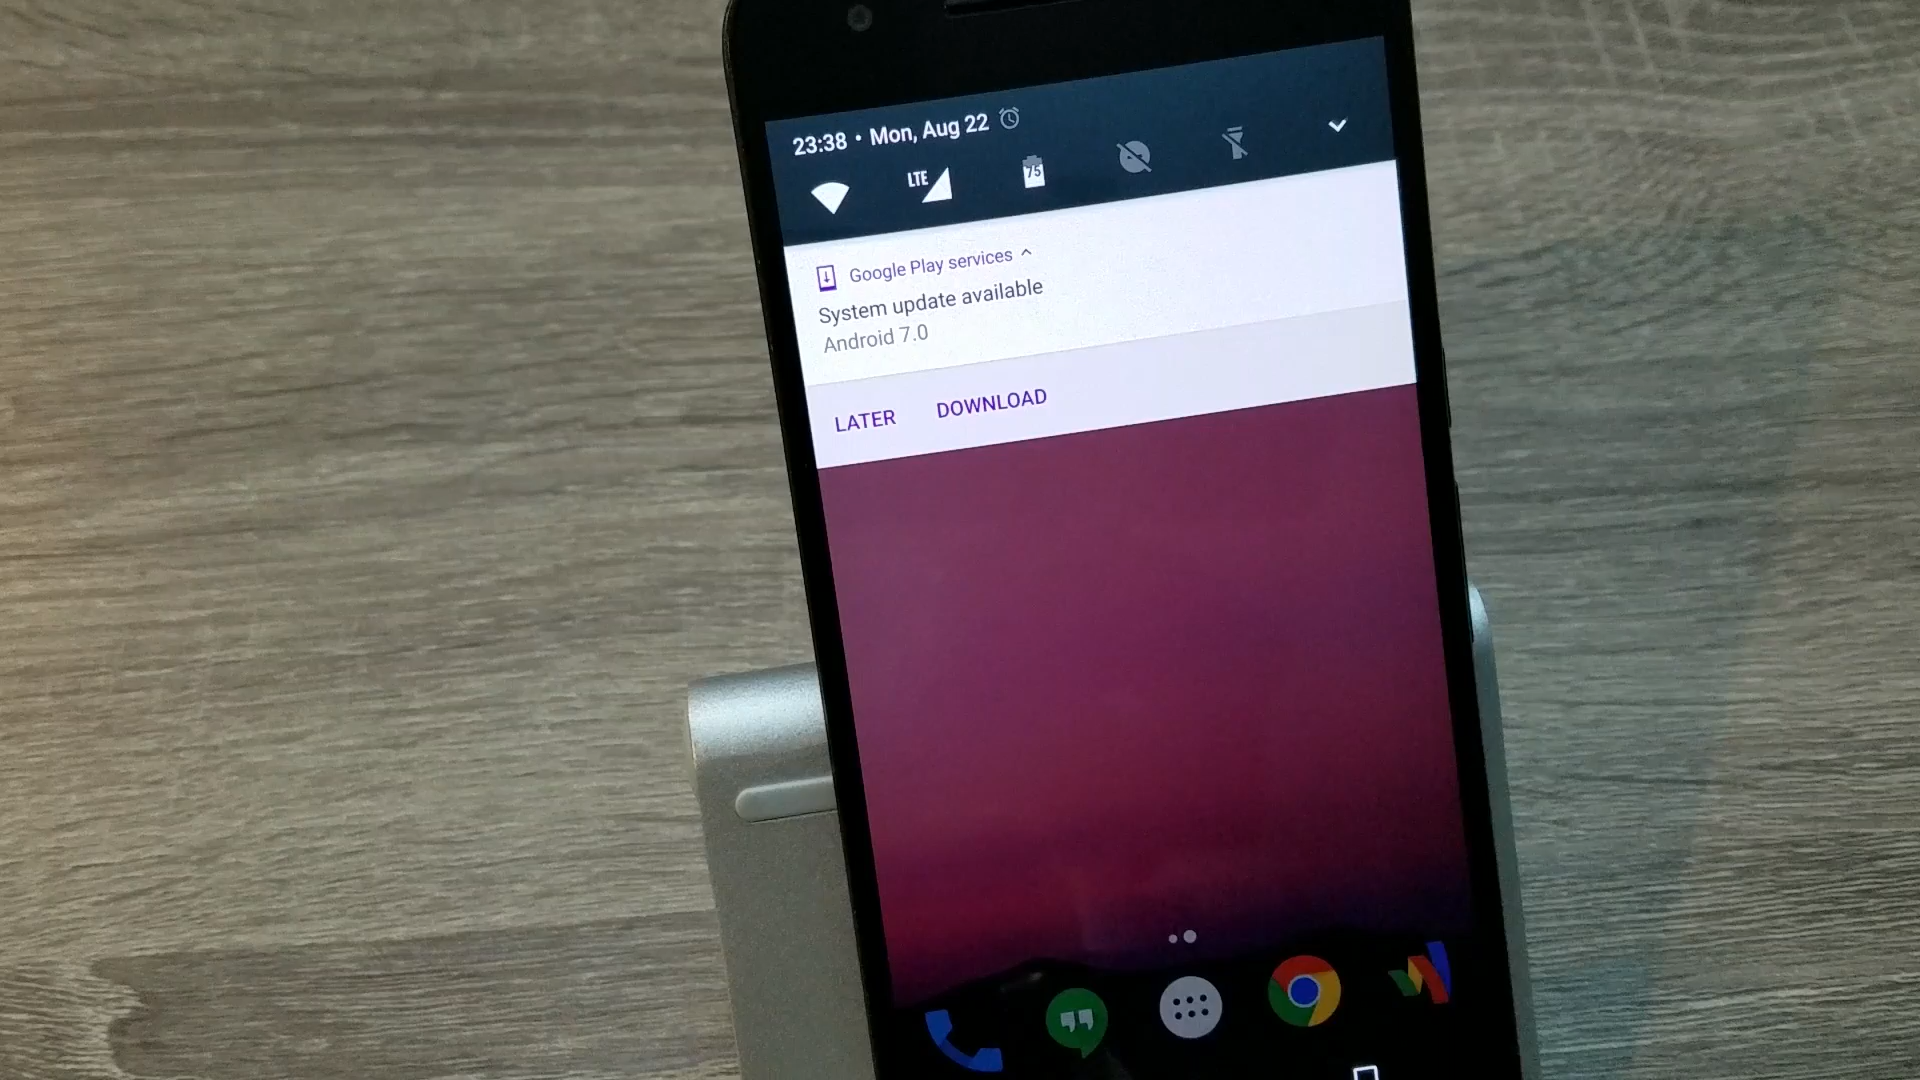 23:38 • Mon, Aug 22
LTE
75
Google Play services
System update available
Android 7.0
LATER DOWNLOAD